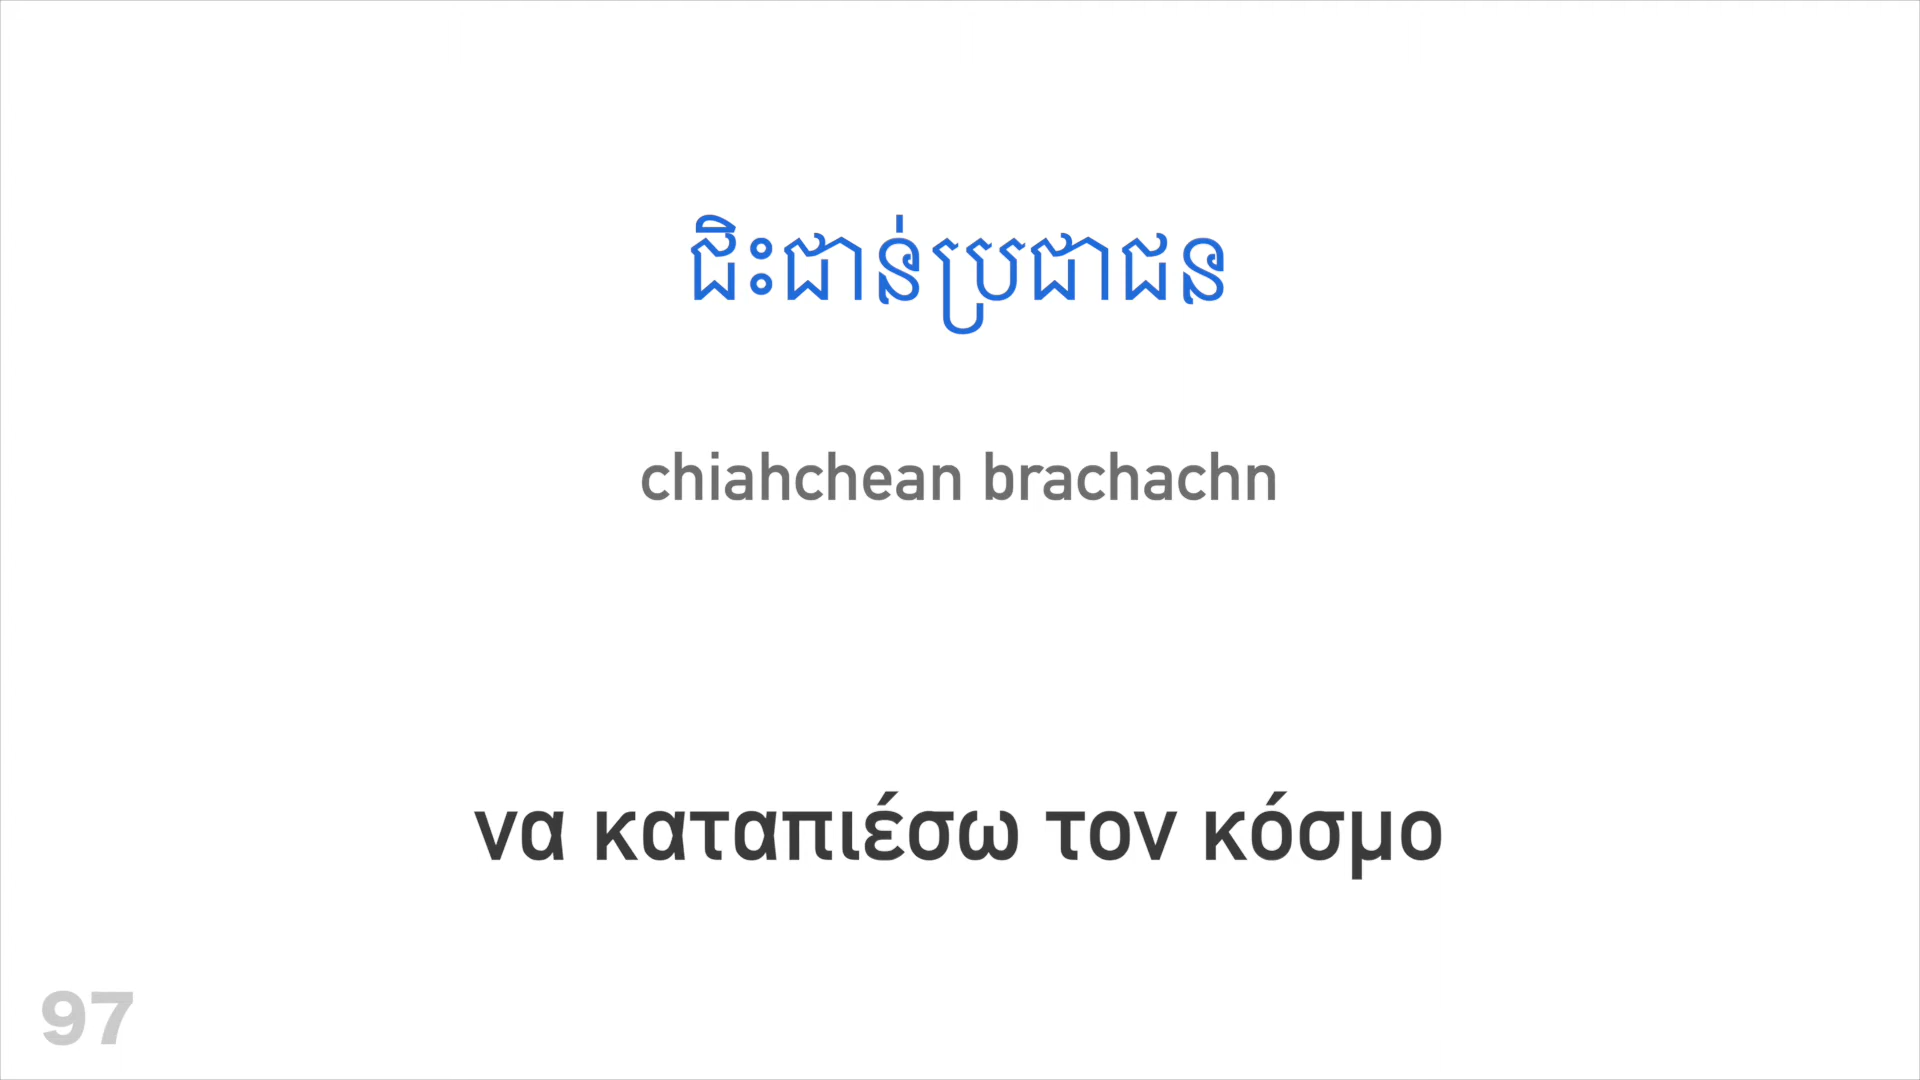 ជិះជាន់ប្រជាជន
chiahchean brachachn
να καταπιέσω τον κόσμο
97